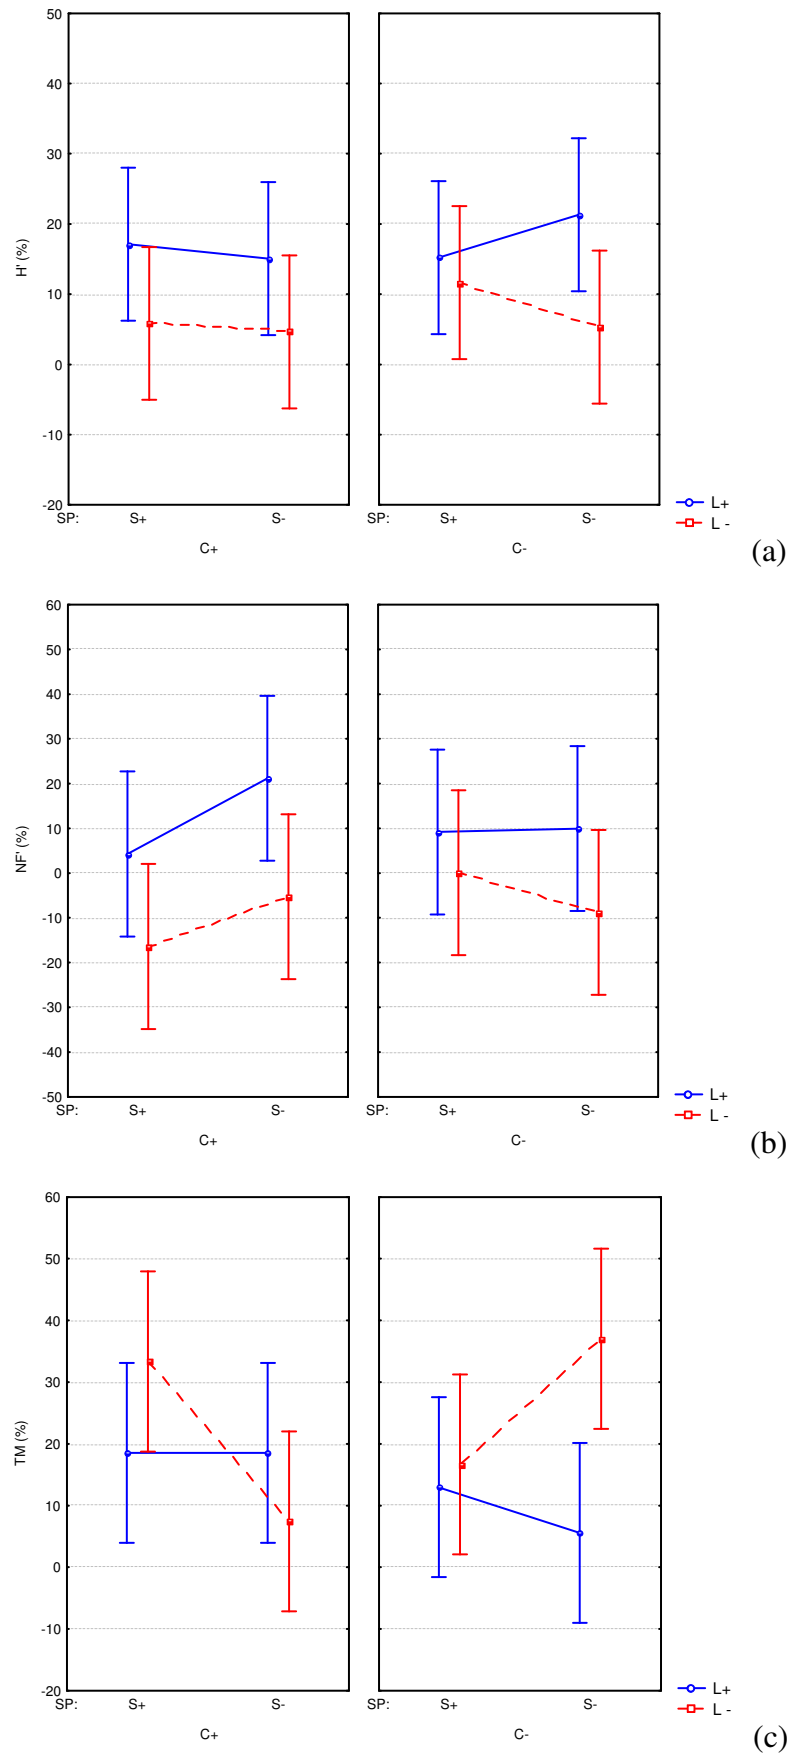 50
40
30
20
10
0
-10
-20
H' (%)
SP: S+ S- SP: S+ S-
C+ C-
L+
L -
(a)
60
50
40
30
20
10
0
-10
-20
-30
-40
-50
NF' (%)
SP: S+ S- SP: S+ S-
C+ C-
L+
L -
(b)
60
50
40
30
20
10
0
-10
-20
TM (%)
SP: S+ S- SP: S+ S-
C+ C-
L+
L -
(c)